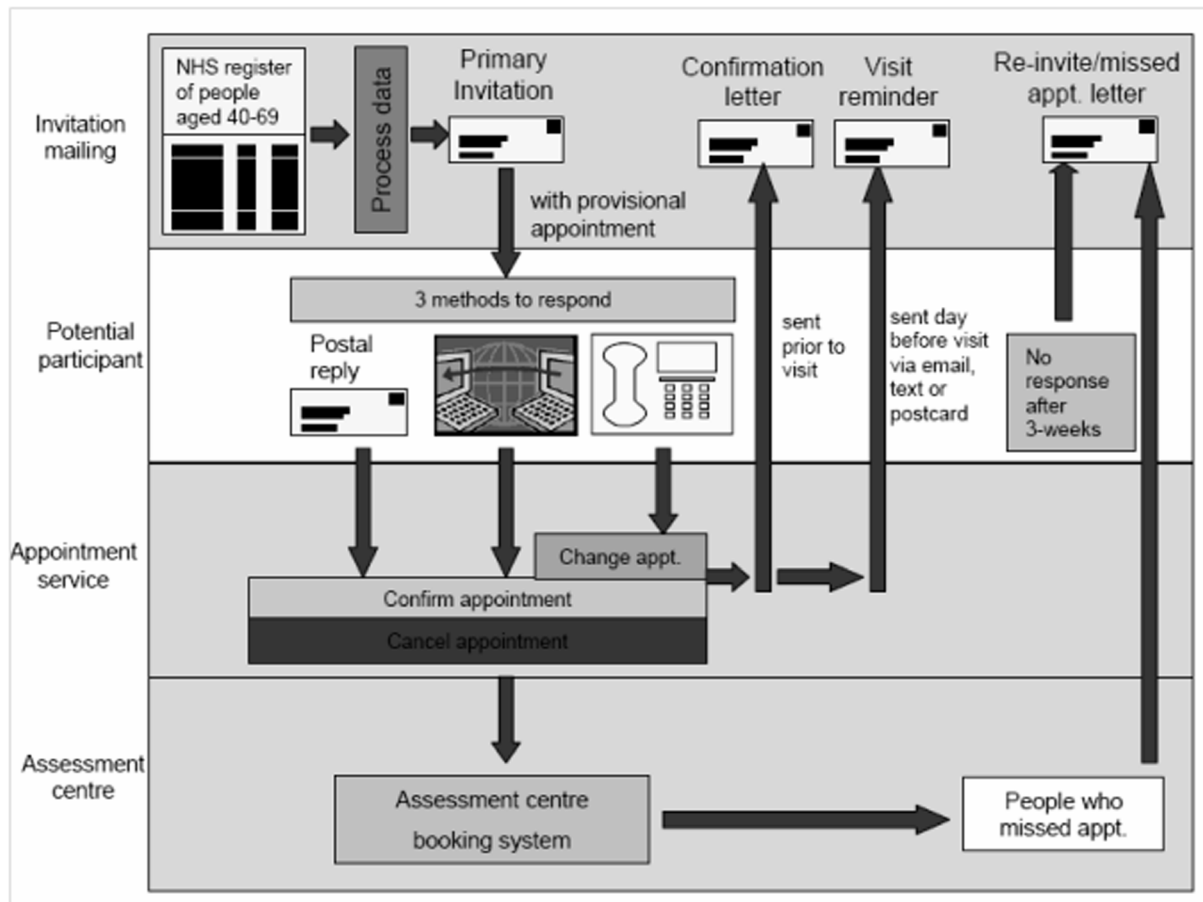 Invitation
mailing
NHS register
of people
aged 40-69
Process data
Primary
Invitation
with provisional
appointment
Confirmation
letter
Visit
reminder
Re-invite/missed
appt. letter
Potential
participant
3 methods to respond
Postal
reply
sent
prior to
visit
sent day
before visit
via email,
text or
postcard
No
response
after
3-weeks
Appointment
service
Change appt.
Confirm appointment
Cancel appointment
Assessment
centre
Assessment centre
booking system
People who
missed appt.